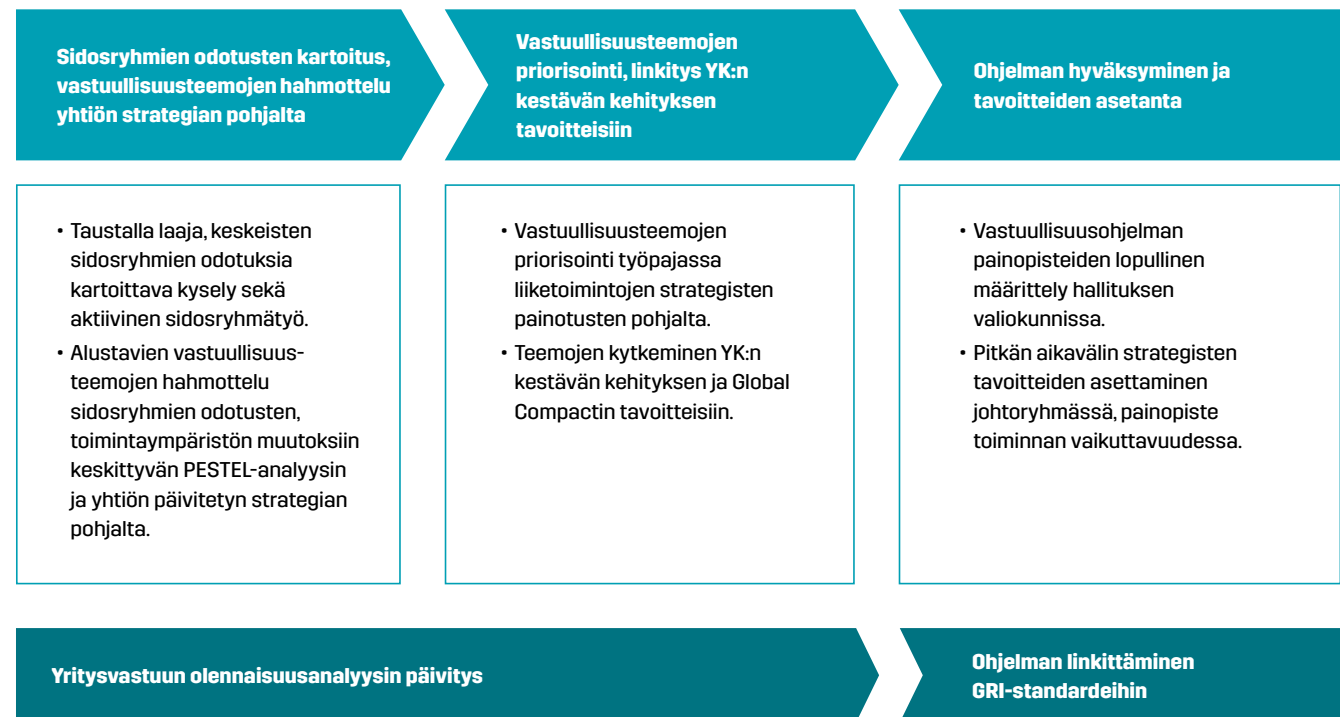 Sidosryhmien odotusten kartoitus,
vastuullisuusteemojen hahmottelu
yhtiön strategian pohjalta
Vastuullisuusteemojen
priorisointi, linkitys YK:n
kestävän kehityksen
tavoitteisiin
Ohjelman hyväksyminen ja
tavoitteiden asetanta
• Taustalla laaja, keskeisten
sidosryhmien odotuksia
kartoittava kysely sekä
aktiivinen sidosryhmätyö.
• Alustavien vastuullisuus-
teemojen hahmottelu
sidosryhmien odotusten,
toimintaympäristön muutoksiin
keskittyvän PESTEL-analyysin
ja yhtiön päivitetyn strategian
pohjalta.
• Vastuullisuusteemojen
priorisointi työpajassa
liiketoimintojen strategisten
painotusten pohjalta.
• Teemojen kytkeminen YK:n
kestävän kehityksen ja Global
Compactin tavoitteisiin.
• Vastuullisuusohjelman
painopisteiden lopullinen
määrittely hallituksen
valiokunnissa.
• Pitkän aikavälin strategisten
tavoitteiden asettaminen
johtoryhmässä, painopiste
toiminnan vaikuttavuudessa.
Yritysvastuun olennaisuusanalyysin päivitys
Ohjelman linkittäminen
GRI-standardeihin